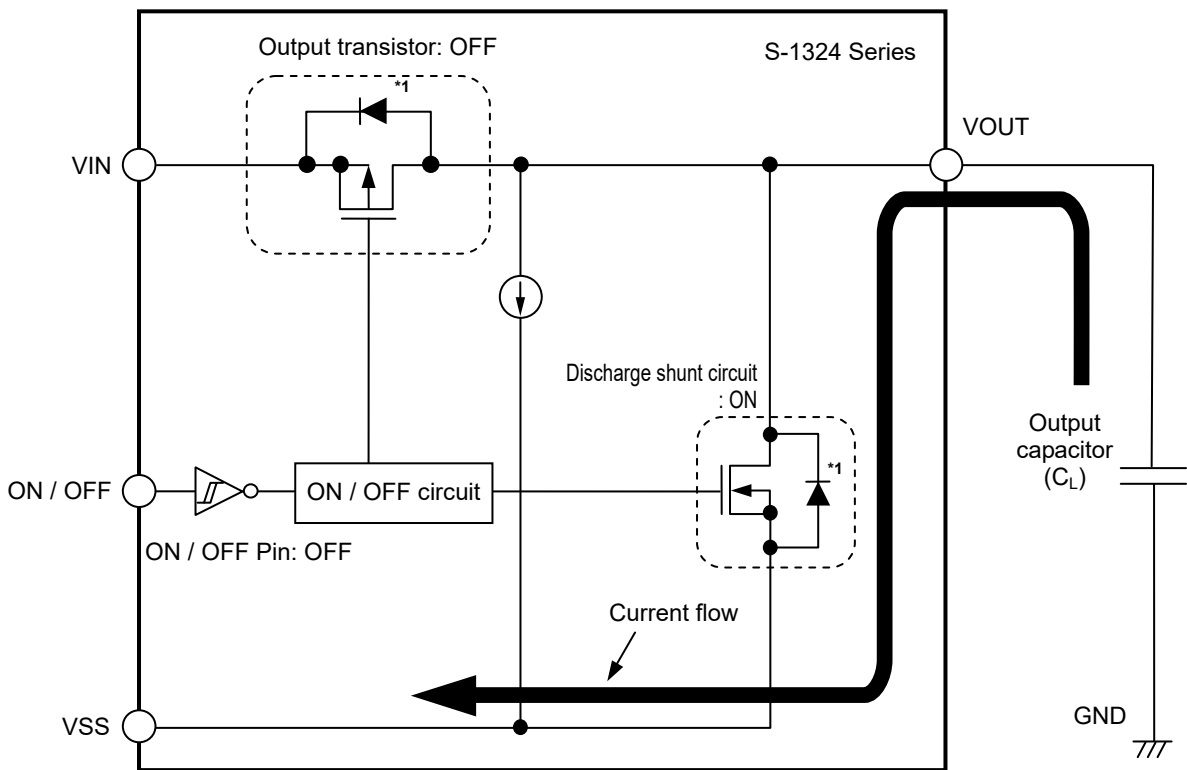 Output transistor: OFF
S-1324 Series
*1
VOUT
VIN
Discharge shunt circuit
: ON
*1
Output
capacitor
(CL)
ON / OFF
ON / OFF circuit
ON / OFF Pin: OFF
Current flow
VSS
GND